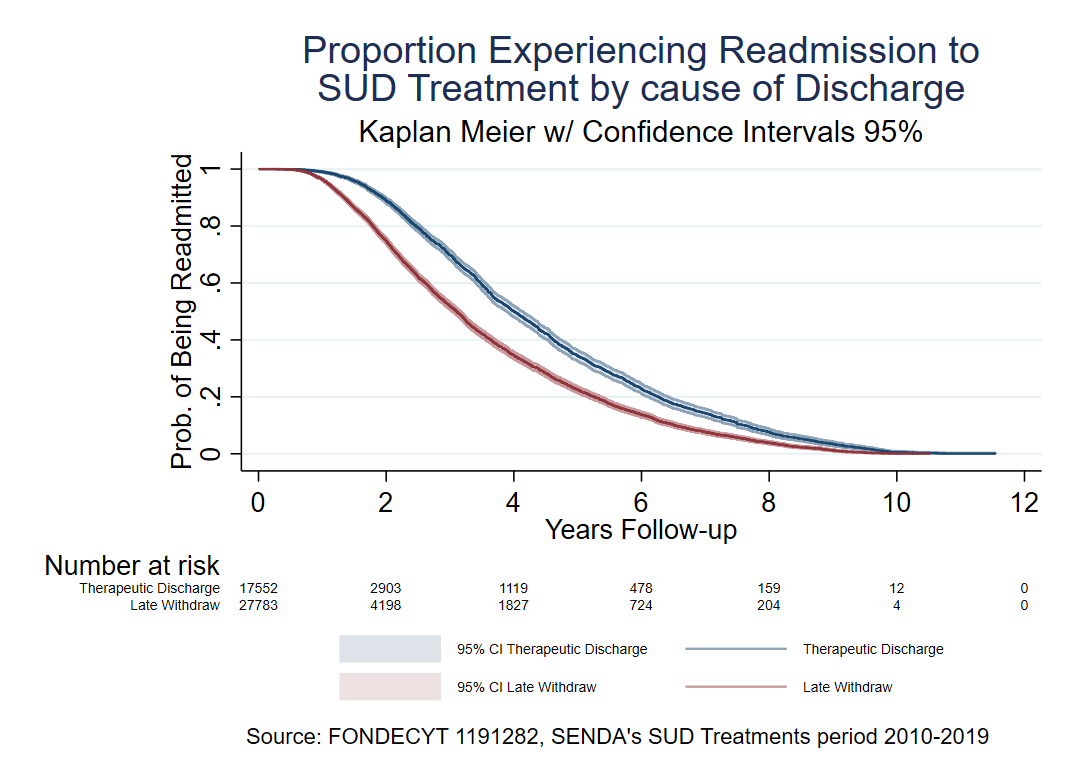 Proportion Experiencing Readmission to
SUD Treatment by cause of Discharge
Kaplan Meier w/ Confidence Intervals 95%
Prob. of Being Readmitted
1
.8
.6
.4
.2
0
0 2 4 6 8 10 12
Years Follow-up
Number at risk
Therapeutic Discharge 17552 2903 1119 478 159 12 0
Late Withdraw 27783 4198 1827 724 204 4 0
95% CI Therapeutic Discharge Therapeutic Discharge
95% CI Late Withdraw Late Withdraw
Source: FONDECYT 1191282, SENDA's SUD Treatments period 2010-2019